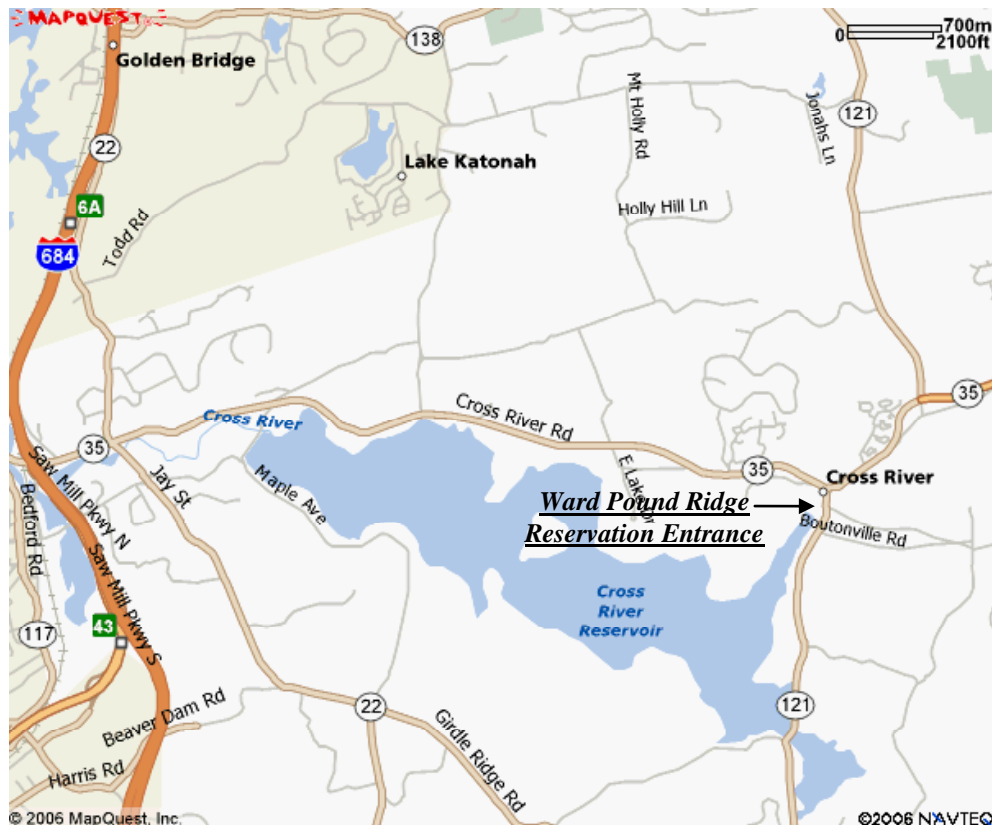 MAPQUEST
138
0 700m
2100ft
Golden Bridge
22
Mt Holly Rd
Jonahs Ln
121
Lake Katonah
6A
Todd Rd
Holly Hill Ln
684
Cross River
Cross River Rd
35
35
35
Cross River
Saw Mill Pkwy N
Bedford Rd
Jay St
Maple Ave
E Lake Dr
Ward Pound Ridge
Reservation Entrance
Boutonville Rd
Saw Mill Pkwy S
Cross
River
Reservoir
43
117
22
121
Beaver Dam Rd
Girdle Ridge Rd
Harris Rd
© 2006 MapQuest, Inc.
©2006 NAVTEQ